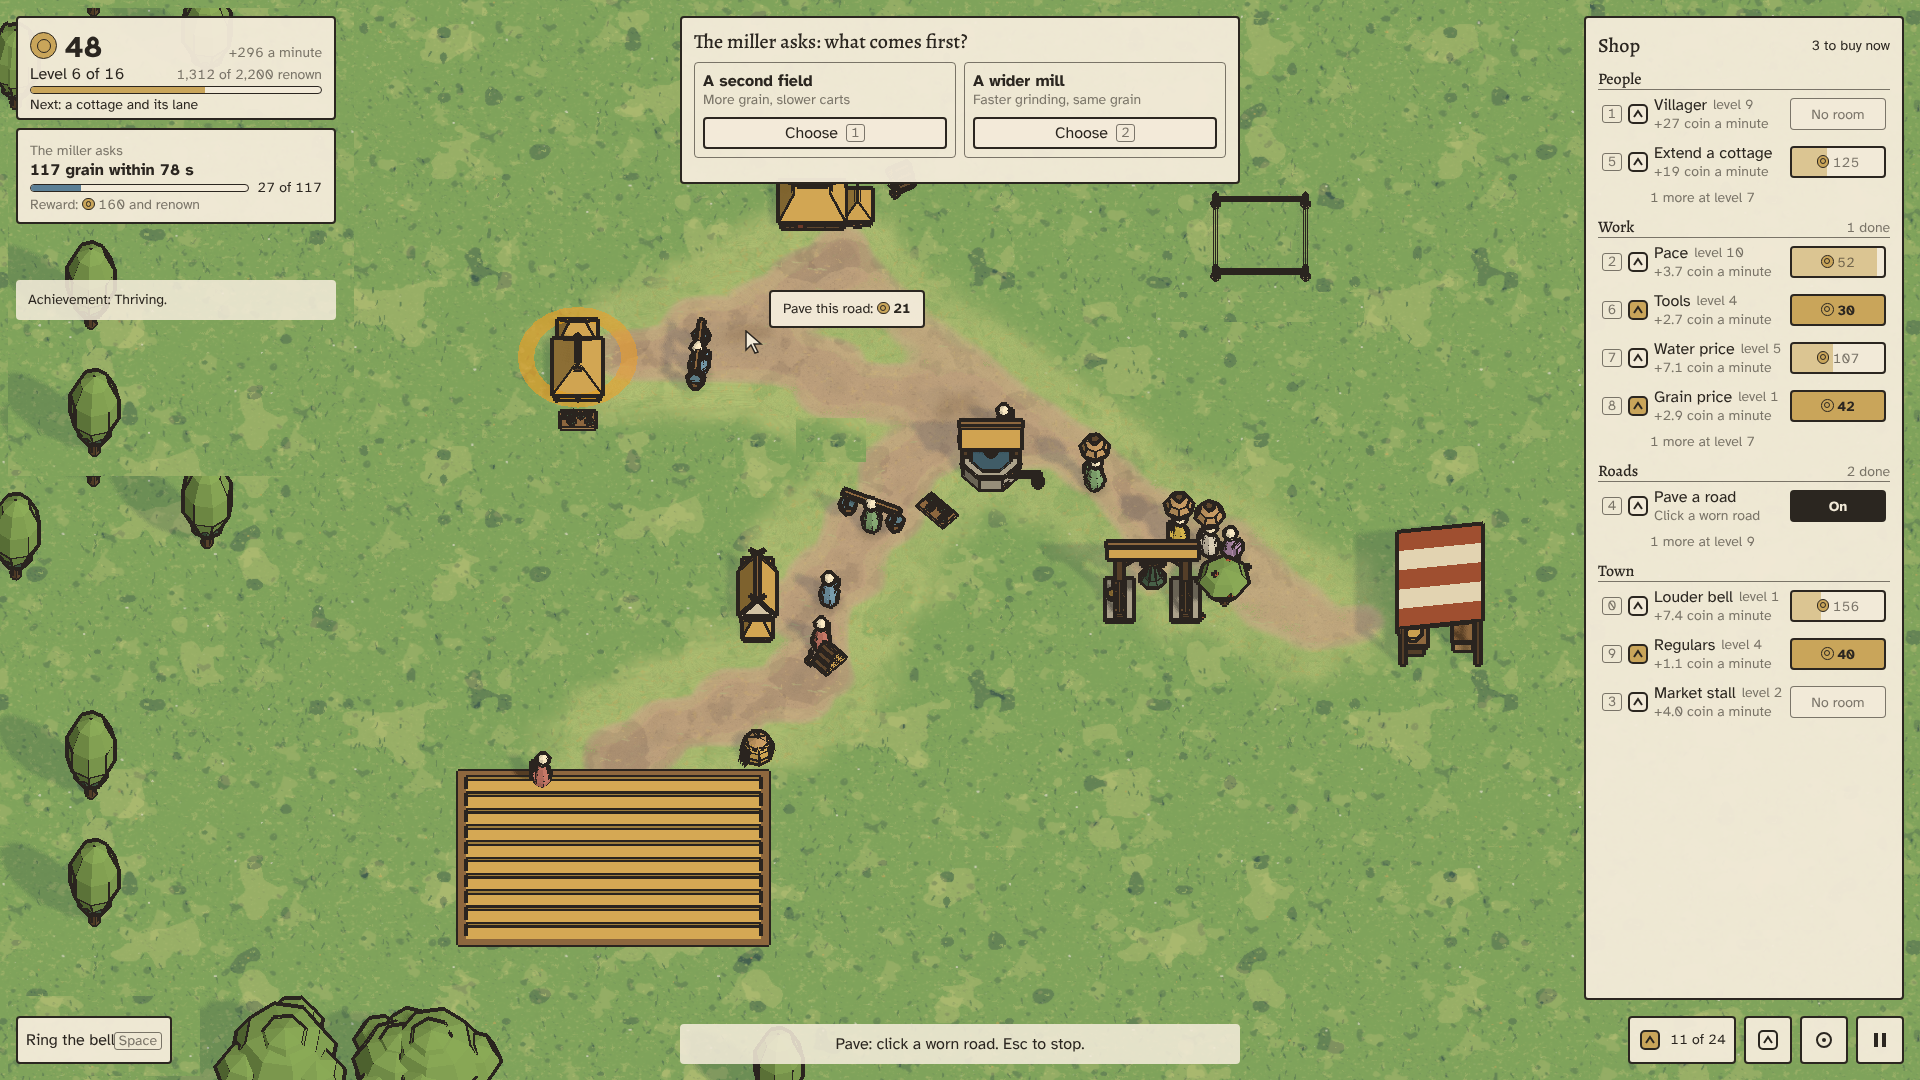 48
+296 a minute
Level 6 of 16
1,312 of 2,200 renown
Next: a cottage and its lane
The miller asks
117 grain within 78 s
27 of 117
Reward: 160 and renown
Achievement: Thriving.
The miller asks: what comes first?
A second field
More grain, slower carts
Choose 1
A wider mill
Faster grinding, same grain
Choose 2
Pave this road: 21
Shop
3 to buy now
People
1 Villager level 9
+27 coin a minute
No room
5 Extend a cottage
+19 coin a minute
125
1 more at level 7
Work
1 done
2 Pace level 10
+3.7 coin a minute
52
6 Tools level 4
+2.7 coin a minute
30
7 Water price level 5
+7.1 coin a minute
107
8 Grain price level 1
+2.9 coin a minute
42
1 more at level 7
Roads
2 done
4 Pave a road
Click a worn road
On
1 more at level 9
Town
0 Louder bell level 1
+7.4 coin a minute
156
9 Regulars level 4
+1.1 coin a minute
40
3 Market stall level 2
+4.0 coin a minute
No room
Ring the bell Space
Pave: click a worn road. Esc to stop.
11 of 24